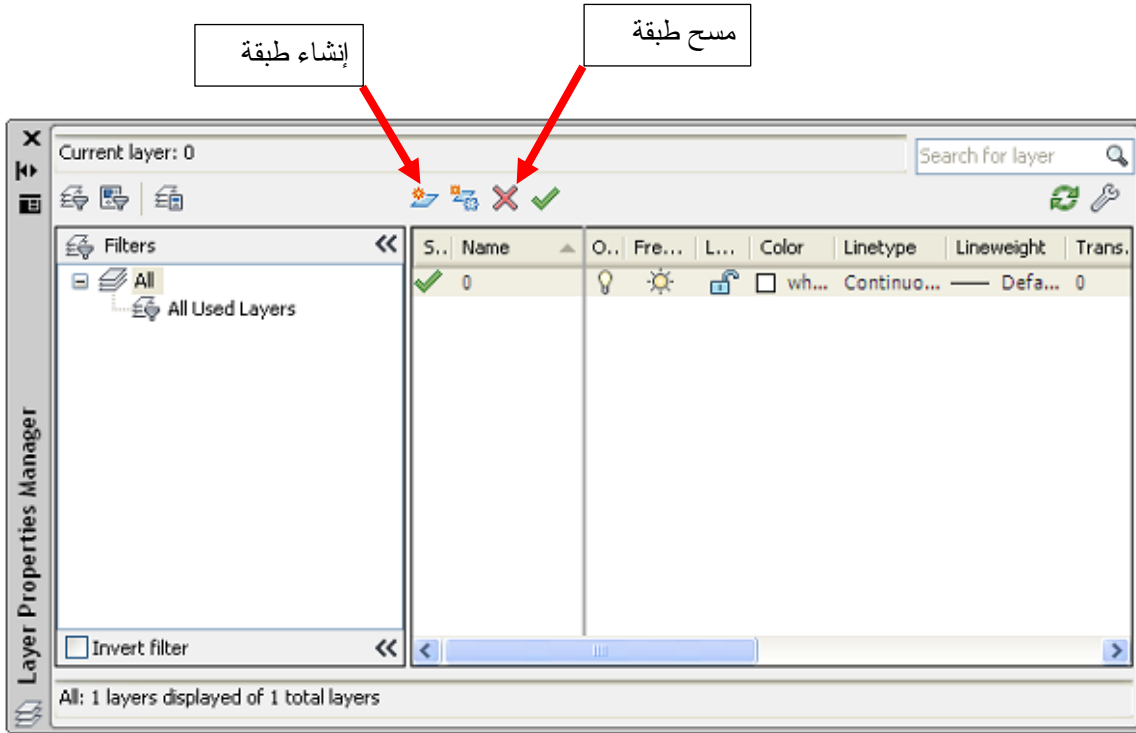 مسح طبقة
إنشاء طبقة
Current layer: 0
Search for layer
Filters
All
All Used Layers
S.. Name O.. Fre... L... Color Linetype Lineweight Trans.
0 wh... Continuo... Defa... 0
Invert filter
All: 1 layers displayed of 1 total layers
Layer Properties Manager